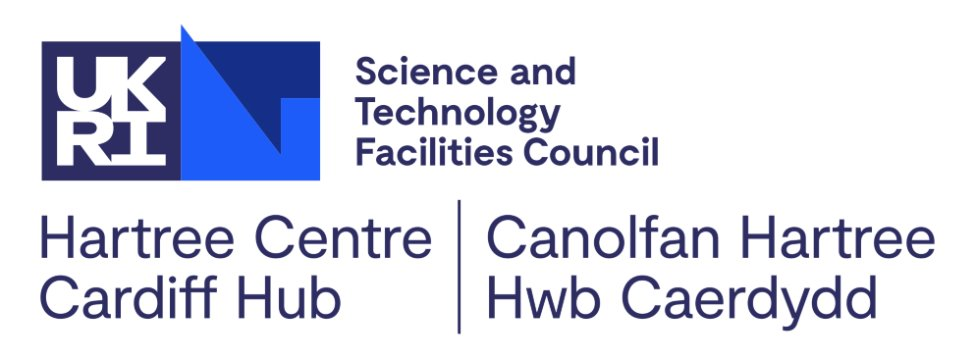 UK
RI
Science and
Technology
Facilities Council
Hartree Centre
Cardiff Hub
Canolfan Hartree
Hwb Caerdydd